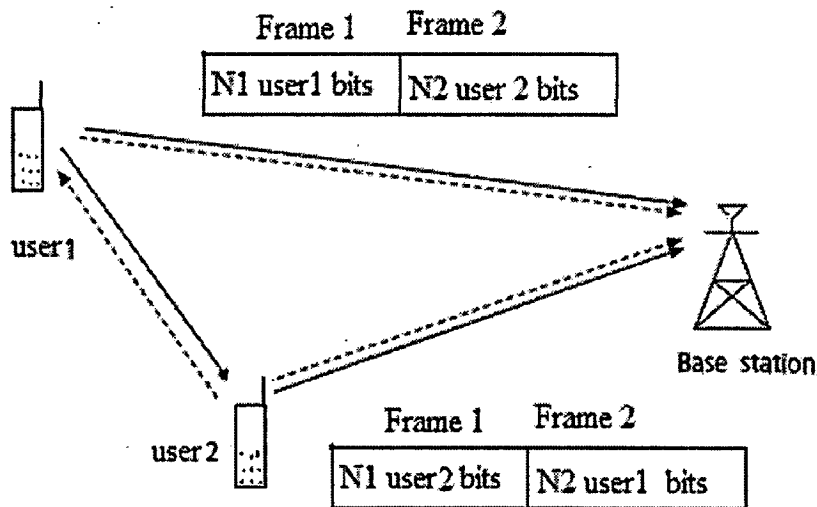 Frame 1 Frame 2
N1 user1 bits N2 user 2 bits
user1
Base station
Frame 1 Frame 2
user2
N1 user2 bits N2 user1 bits